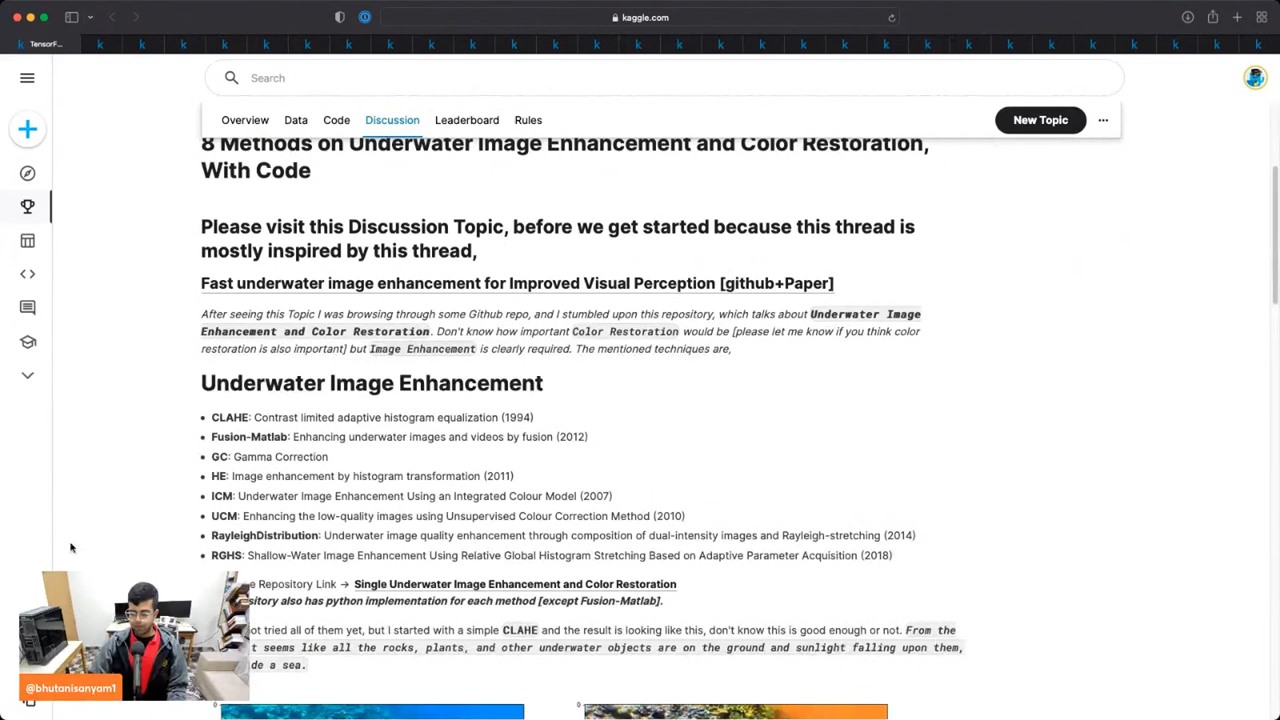 kaggle.com
TensorF...
Search
Overview Data Code Discussion Leaderboard Rules New Topic
8 Methods on Underwater Image Enhancement and Color Restoration,
With Code
Please visit this Discussion Topic, before we get started because this thread is
mostly inspired by this thread,
Fast underwater image enhancement for Improved Visual Perception [github+Paper]
After seeing this Topic I was browsing through some Github repo, and I stumbled upon this repository, which talks about Underwater Image
Enhancement and Color Restoration. Don't know how important Color Restoration would be [please let me know if you think color
restoration is also important] but Image Enhancement is clearly required. The mentioned techniques are,
Underwater Image Enhancement
CLAHE: Contrast limited adaptive histogram equalization (1994)
Fusion-Matlab: Enhancing underwater images and videos by fusion (2012)
GC: Gamma Correction
HE: Image enhancement by histogram transformation (2011)
ICM: Underwater Image Enhancement Using an Integrated Colour Model (2007)
UCM: Enhancing the low-quality images using Unsupervised Colour Correction Method (2010)
RayleighDistribution: Underwater image quality enhancement through composition of dual-intensity images and Rayleigh-stretching (2014)
RGHS: Shallow-Water Image Enhancement Using Relative Global Histogram Stretching Based on Adaptive Parameter Acquisition (2018)
Repository Link → Single Underwater Image Enhancement and Color Restoration
also has python implementation for each method [except Fusion-Matlab].
tried all of them yet, but I started with a simple CLAHE and the result is looking like this, don't know this is good enough or not. From the
seems like all the rocks, plants, and other underwater objects are on the ground and sunlight falling upon them,
a sea.
@bhutanisanyam1
0 0